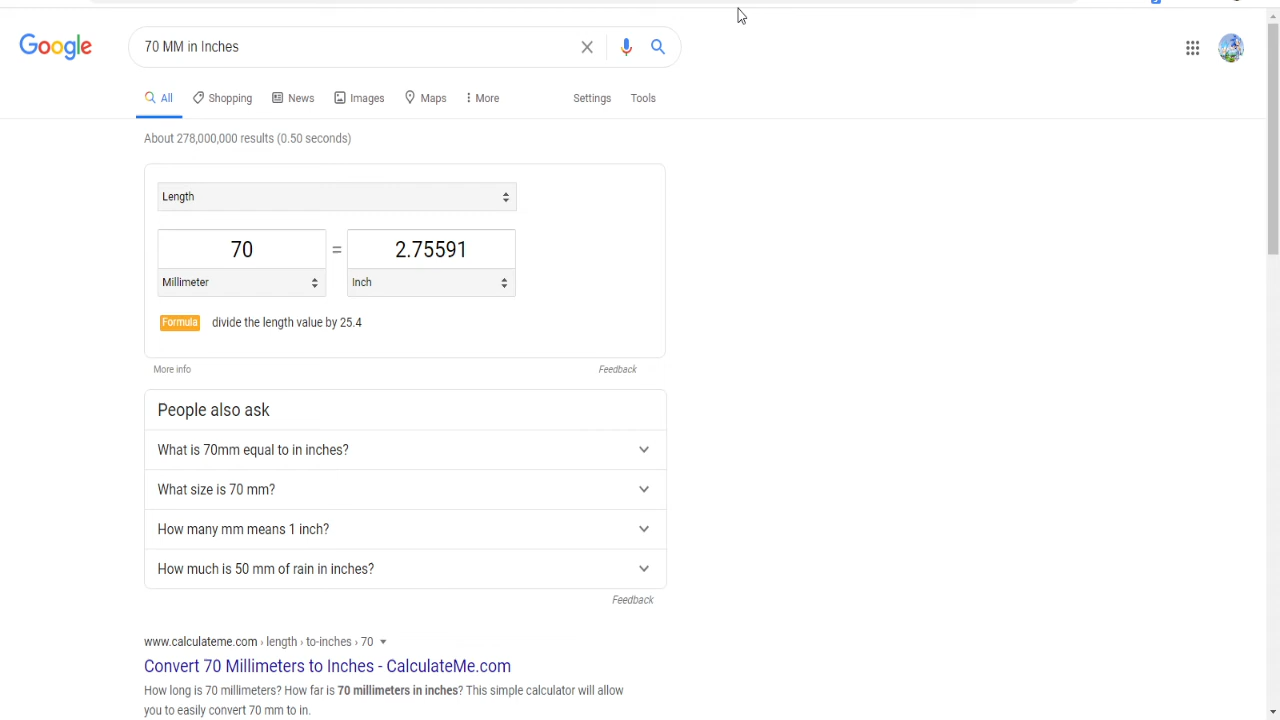 Google
70 MM in Inches
All Shopping News Images Maps More Settings Tools
About 278,000,000 results (0.50 seconds)
Length
70 = 2.75591
Millimeter Inch
Formula divide the length value by 25.4
More info Feedback
People also ask
What is 70mm equal to in inches?
What size is 70 mm?
How many mm means 1 inch?
How much is 50 mm of rain in inches?
Feedback
www.calculateme.com › length › to-inches › 70
Convert 70 Millimeters to Inches - CalculateMe.com
How long is 70 millimeters? How far is 70 millimeters in inches? This simple calculator will allow
you to easily convert 70 mm to in.